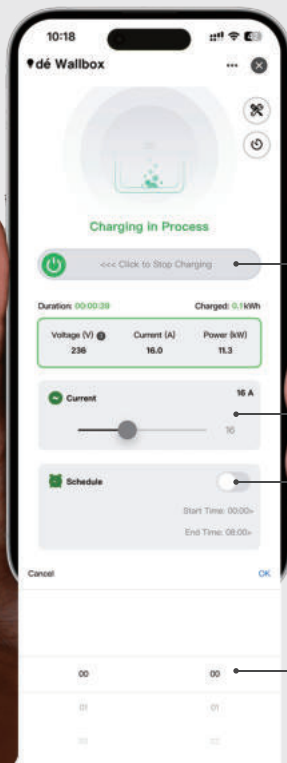 10:18
dé Wallbox
Charging in Process
<<< Click to Stop Charging
Duration: 00:00:39 Charged: 0.1kWh
Voltage (V) Current (A) Power (kW)
236 16.0 11.3
Current 16 A
16
Schedule
Start Time: 00:00>
End Time: 08:00>
Cancel OK
00 00
01 01
02